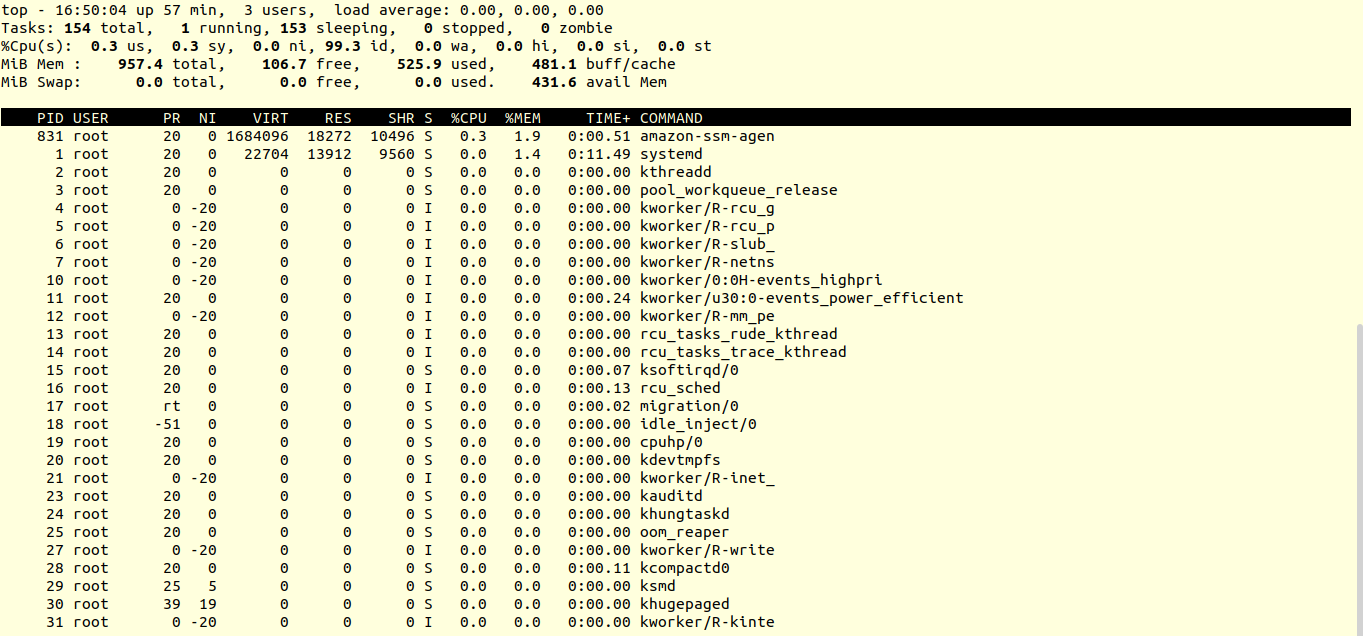 top - 16:50:04 up 57 min,  3 users,  load average: 0.00, 0.00, 0.00
Tasks: 154 total,   1 running, 153 sleeping,   0 stopped,   0 zombie
%Cpu(s):  0.3 us,  0.3 sy,  0.0 ni, 99.3 id,  0.0 wa,  0.0 hi,  0.0 si,  0.0 st
MiB Mem :    957.4 total,    106.7 free,    525.9 used,    481.1 buff/cache
MiB Swap:      0.0 total,      0.0 free,      0.0 used.    431.6 avail Mem
    PID USER      PR  NI    VIRT    RES    SHR S  %CPU  %MEM     TIME+ COMMAND
    831 root      20   0 1684096  18272  10496 S   0.3   1.9   0:00.51 amazon-ssm-agen
      1 root      20   0   22704  13912   9560 S   0.0   1.4   0:11.49 systemd
      2 root      20   0       0      0      0 S   0.0   0.0   0:00.00 kthreadd
      3 root      20   0       0      0      0 S   0.0   0.0   0:00.00 pool_workqueue_release
      4 root       0 -20       0      0      0 I   0.0   0.0   0:00.00 kworker/R-rcu_g
      5 root       0 -20       0      0      0 I   0.0   0.0   0:00.00 kworker/R-rcu_p
      6 root       0 -20       0      0      0 I   0.0   0.0   0:00.00 kworker/R-slub_
      7 root       0 -20       0      0      0 I   0.0   0.0   0:00.00 kworker/R-netns
     10 root       0 -20       0      0      0 I   0.0   0.0   0:00.00 kworker/0:0H-events_highpri
     11 root      20   0       0      0      0 I   0.0   0.0   0:00.24 kworker/u30:0-events_power_efficient
     12 root       0 -20       0      0      0 I   0.0   0.0   0:00.00 kworker/R-mm_pe
     13 root      20   0       0      0      0 I   0.0   0.0   0:00.00 rcu_tasks_rude_kthread
     14 root      20   0       0      0      0 I   0.0   0.0   0:00.00 rcu_tasks_trace_kthread
     15 root      20   0       0      0      0 S   0.0   0.0   0:00.07 ksoftirqd/0
     16 root      20   0       0      0      0 I   0.0   0.0   0:00.13 rcu_sched
     17 root      rt   0       0      0      0 S   0.0   0.0   0:00.02 migration/0
     18 root     -51   0       0      0      0 S   0.0   0.0   0:00.00 idle_inject/0
     19 root      20   0       0      0      0 S   0.0   0.0   0:00.00 cpuhp/0
     20 root      20   0       0      0      0 S   0.0   0.0   0:00.00 kdevtmpfs
     21 root       0 -20       0      0      0 I   0.0   0.0   0:00.00 kworker/R-inet_
     23 root      20   0       0      0      0 S   0.0   0.0   0:00.00 kauditd
     24 root      20   0       0      0      0 S   0.0   0.0   0:00.00 khungtaskd
     25 root      20   0       0      0      0 S   0.0   0.0   0:00.00 oom_reaper
     27 root       0 -20       0      0      0 I   0.0   0.0   0:00.00 kworker/R-write
     28 root      20   0       0      0      0 S   0.0   0.0   0:00.11 kcompactd0
     29 root      25   5       0      0      0 S   0.0   0.0   0:00.00 ksmd
     30 root      39  19       0      0      0 S   0.0   0.0   0:00.00 khugepaged
     31 root       0 -20       0      0      0 I   0.0   0.0   0:00.00 kworker/R-kinte